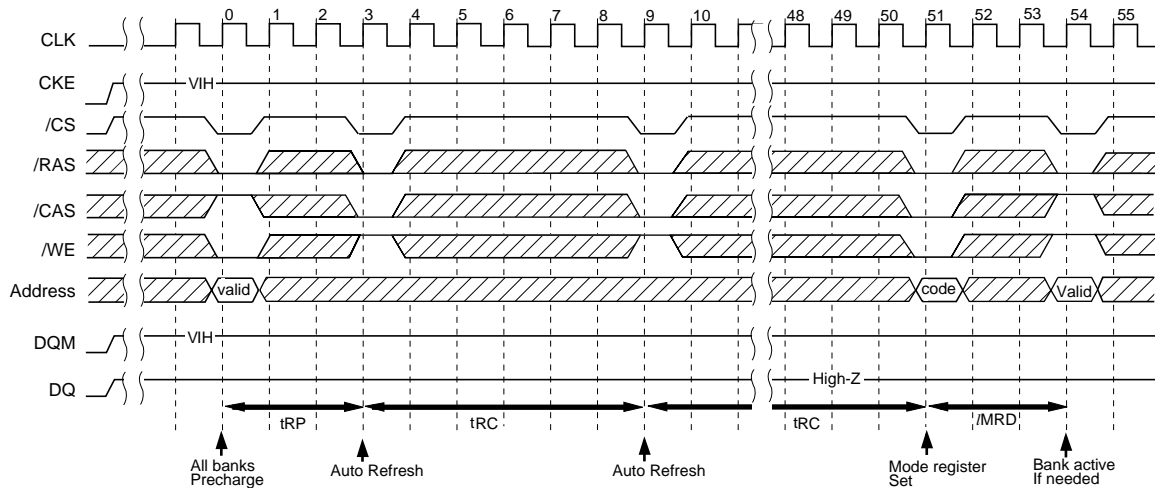 0 1 2 3 4 5 6 7 8 9 10 48 49 50 51 52 53 54 55
CLK
CKE VIH
/CS
/RAS
/CAS
/WE
Address valid code Valid
DQM VIH
DQ High-Z
tRP tRC tRC lMRD
All banks
Precharge
Auto Refresh
Auto Refresh
Mode register
Set
Bank active
If needed